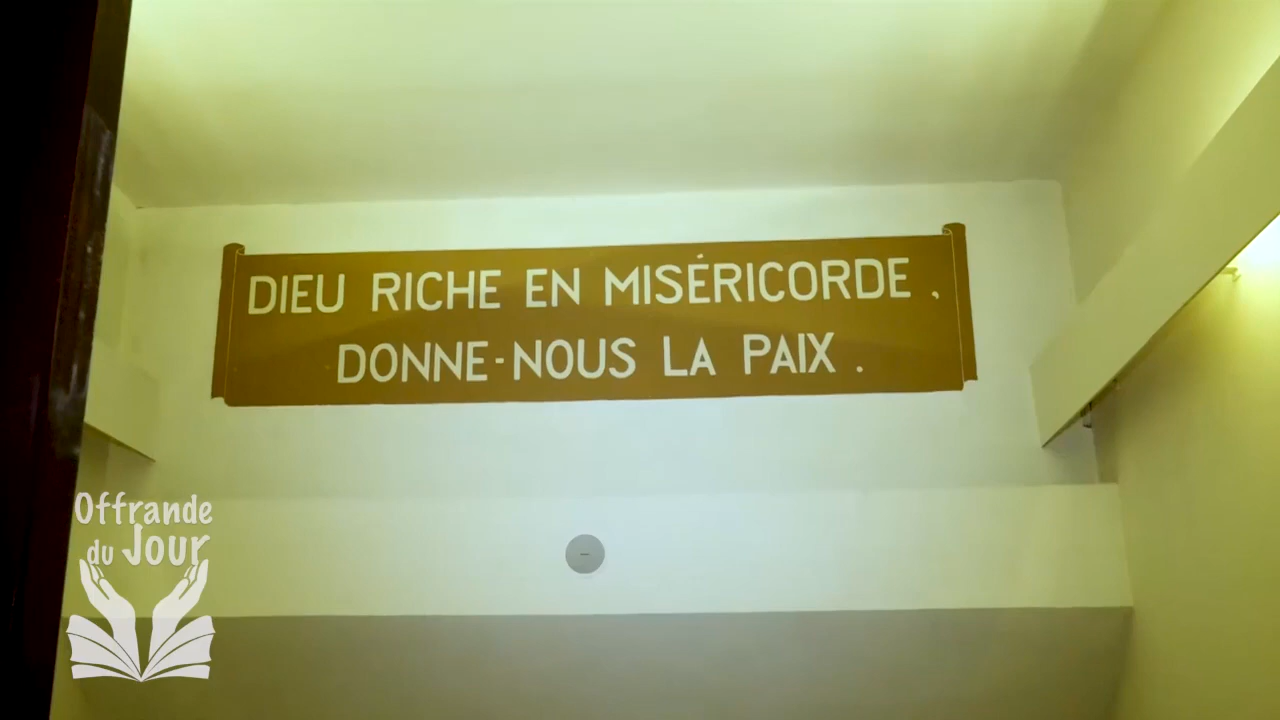 DIEU RICHE EN MISÉRICORDE,
DONNE-NOUS LA PAIX.
Offrande
du Jour